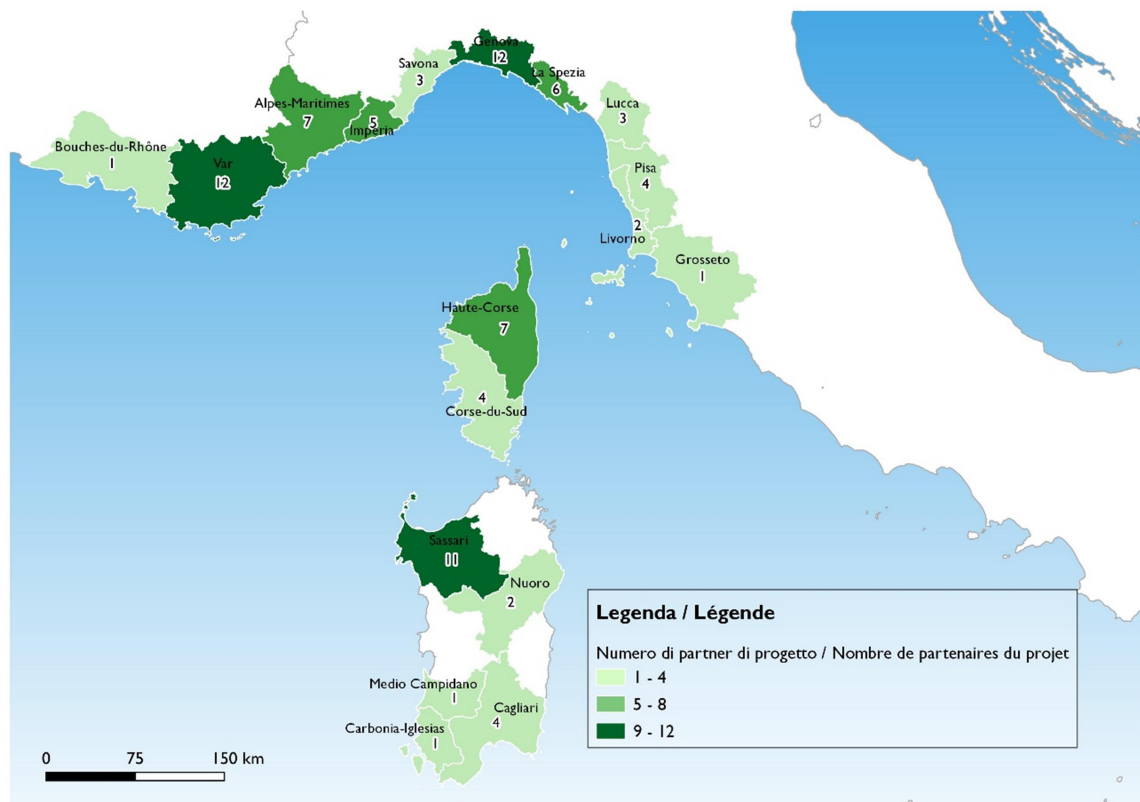 Genova
12
Savona
3
La Spezia
6
Alpes-Maritimes
7
5
Imperia
Lucca
3
Bouches-du-Rhône
1
Var
12
Pisa
4
2
Livorno
Grosseto
1
Haute-Corse
7
4
Corse-du-Sud
Sassari
11
Nuoro
2
Medio Campidano
1
Cagliari
4
Carbonia-Iglesias
1
Legenda / Légende
Numero di partner di progetto / Nombre de partenaires du projet
1 - 4
5 - 8
9 - 12
0 75 150 km